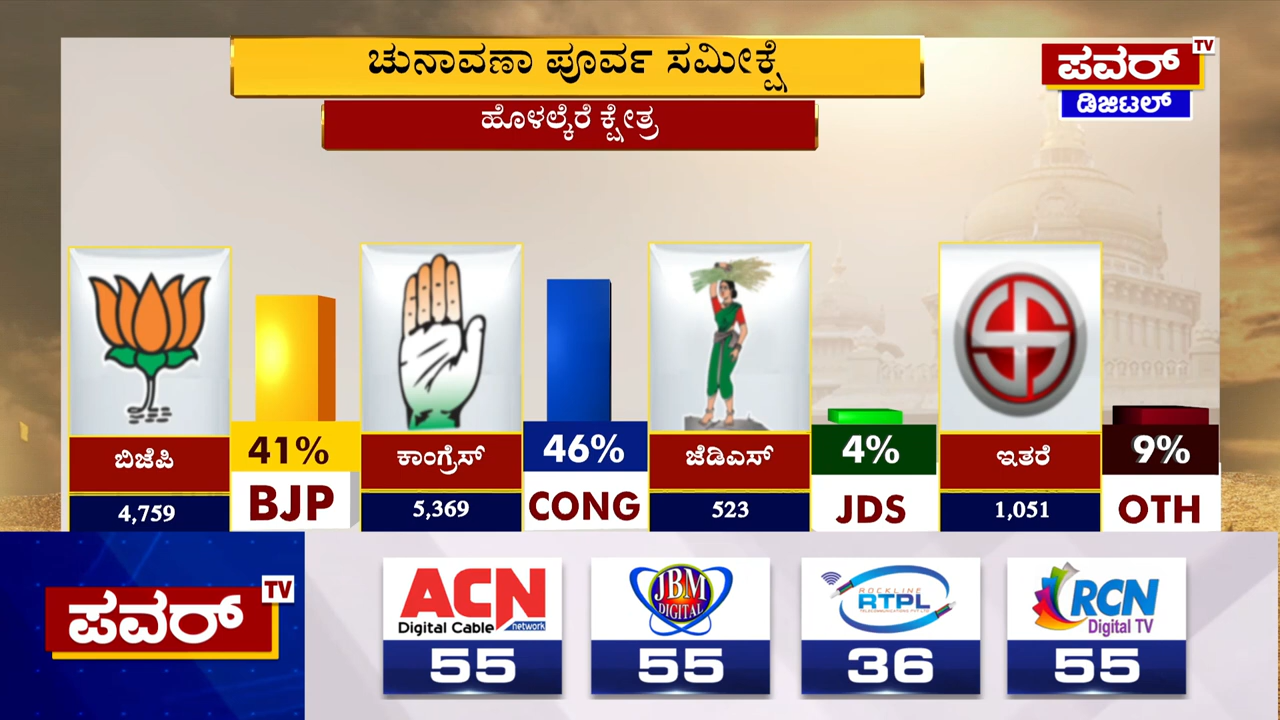 ಚುನಾವಣಾ ಪೂರ್ವ ಸಮೀಕ್ಷೆ
ಹೊಳಲ್ಕೆರೆ ಕ್ಷೇತ್ರ
ಪವರ್ TV
ಡಿಜಿಟಲ್
41% 46% 4% 9%
ಬಿಜೆಪಿ ಕಾಂಗ್ರೆಸ್ ಜೆಡಿಎಸ್ ಇತರೆ
BJP CONG JDS OTH
4,759 5,369 523 1,051
ಪವರ್ TV
ACN
Digital Cable network
55
JBM
DIGITAL
55
ROCKLINE
RTPL
36
RCN
Digital TV
55